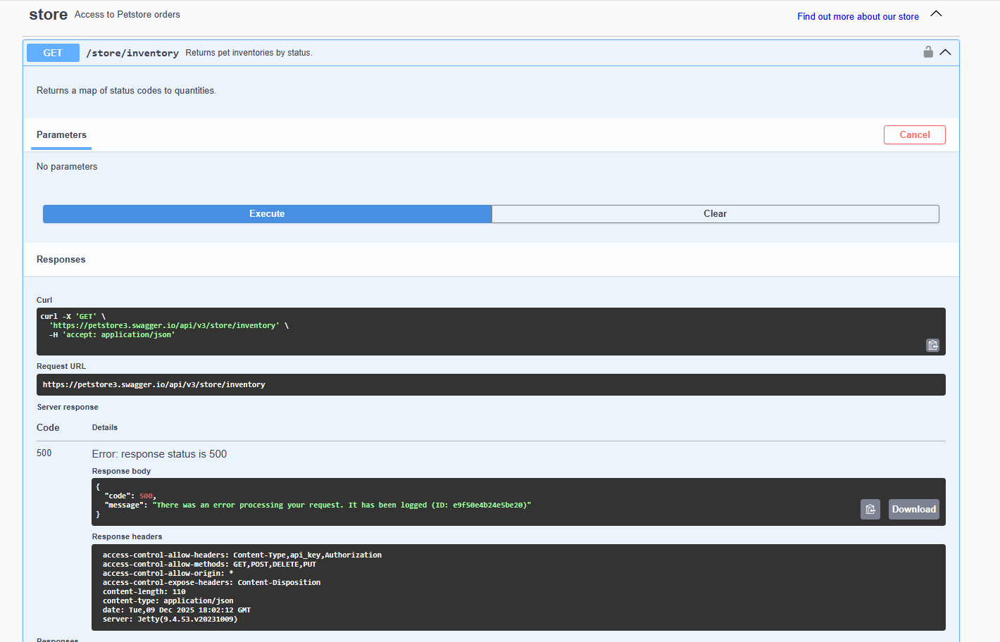 store Access to Petstore orders
Find out more about our store
GET /store/inventory Returns pet inventories by status.
Returns a map of status codes to quantities.
Parameters
Cancel
No parameters
Execute
Clear
Responses
Curl
curl -X 'GET' \
'https://petstore3.swagger.io/api/v3/store/inventory' \
-H 'accept: application/json'
Request URL
https://petstore3.swagger.io/api/v3/store/inventory
Server response
Code Details
500 Error: response status is 500
Response body
{
"code": 500,
"message": "There was an error processing your request. It has been logged (ID: e9f50e4b24e5be20)"
}
Download
Response headers
access-control-allow-headers: Content-Type,api_key,Authorization
access-control-allow-methods: GET,POST,DELETE,PUT
access-control-allow-origin: *
access-control-expose-headers: Content-Disposition
content-length: 110
content-type: application/json
date: Tue,09 Dec 2025 18:02:12 GMT
server: Jetty(9.4.53.v20231009)
Responses